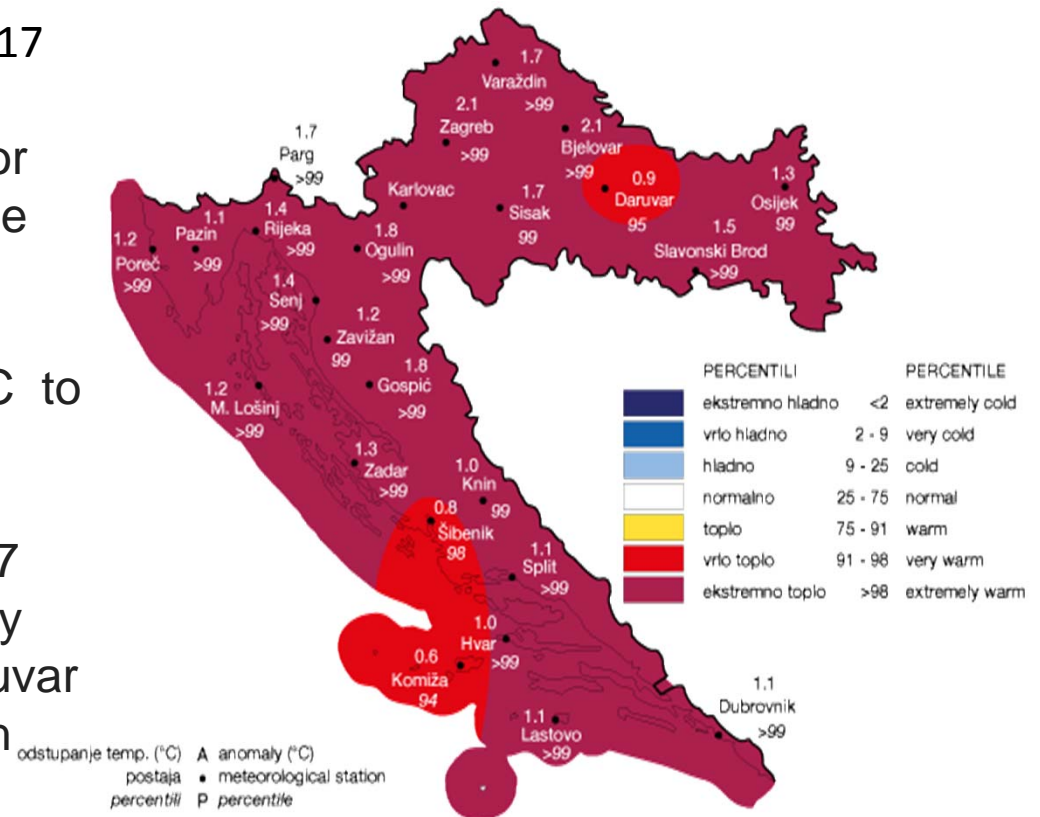 17
or
e
C to
7
y
uvar
n
1.7
Varaždin
>99
2.1
Zagreb
>99
2.1
Bjelovar
>99
1.7
Parg
>99
0.9
Daruvar
95
1.3
Osijek
99
Karlovac
1.7
Sisak
99
1.5
Slavonski Brod
>99
1.2
Poreč
>99
1.1
Pazin
>99
1.4
Rijeka
>99
1.8
Ogulin
>99
1.4
Senj
>99
1.2
Zavižan
99
1.8
Gospić
>99
1.2
M. Lošinj
>99
1.3
Zadar
>99
1.0
Knin
99
0.8
Šibenik
98
1.1
Split
>99
1.0
Hvar
>99
0.6
Komiža
94
1.1
Lastovo
>99
1.1
Dubrovnik
>99
PERCENTILI PERCENTILE
ekstremno hladno <2 extremely cold
vrlo hladno 2 - 9 very cold
hladno 9 - 25 cold
normalno 25 - 75 normal
toplo 75 - 91 warm
vrlo toplo 91 - 98 very warm
ekstremno toplo >98 extremely warm
odstupanje temp. (°C) A anomaly (°C)
postaja • meteorological station
percentili P percentile